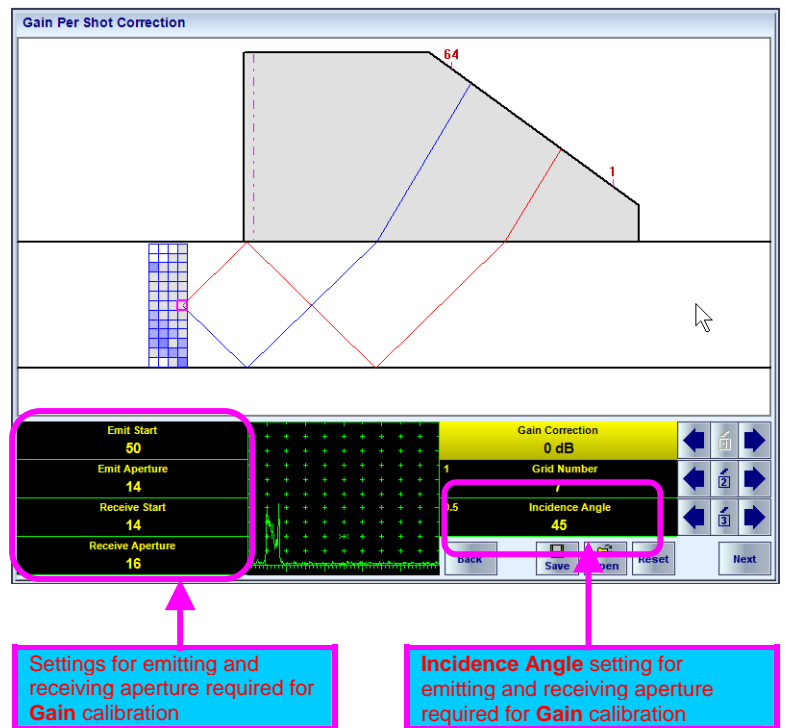 Gain Per Shot Correction
64
1
Emit Start
50
Emit Aperture
14
Receive Start
14
Receive Aperture
16
Gain Correction
0 dB
1 Grid Number
7
0.5 Incidence Angle
45
1
2
3
Back
Save
Open
Reset
Next
Settings for emitting and
receiving aperture required for
Gain calibration
Incidence Angle setting for
emitting and receiving aperture
required for Gain calibration